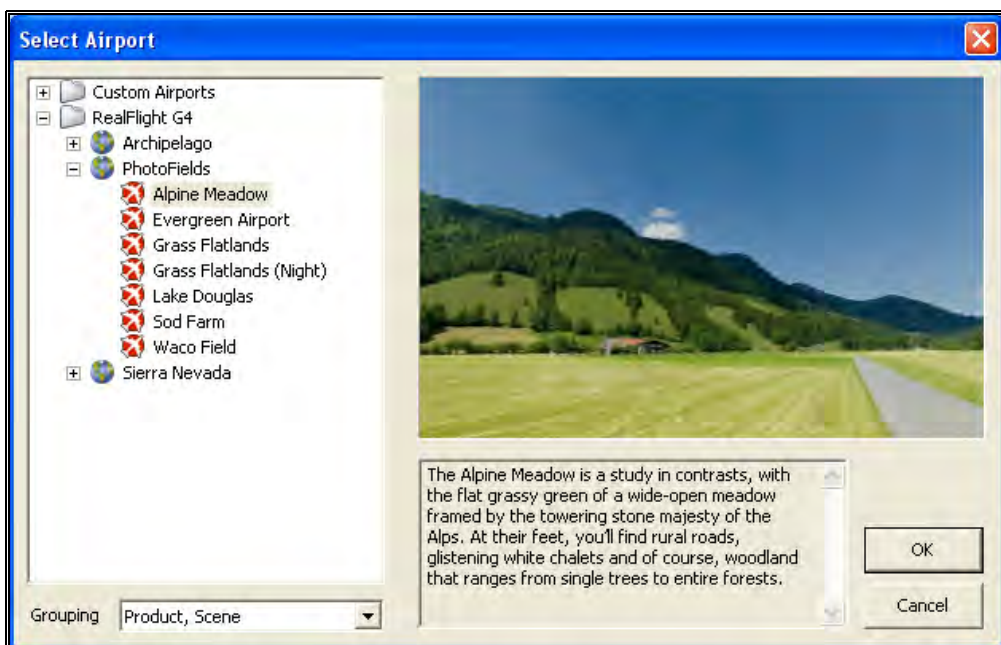 Select Airport
Custom Airports
RealFlight G4
Archipelago
PhotoFields
Alpine Meadow
Evergreen Airport
Grass Flatlands
Grass Flatlands (Night)
Lake Douglas
Sod Farm
Waco Field
Sierra Nevada
Grouping
Product, Scene
The Alpine Meadow is a study in contrasts, with
the flat grassy green of a wide-open meadow
framed by the towering stone majesty of the
Alps. At their feet, you'll find rural roads,
glistening white chalets and of course, woodland
that ranges from single trees to entire forests.
OK
Cancel